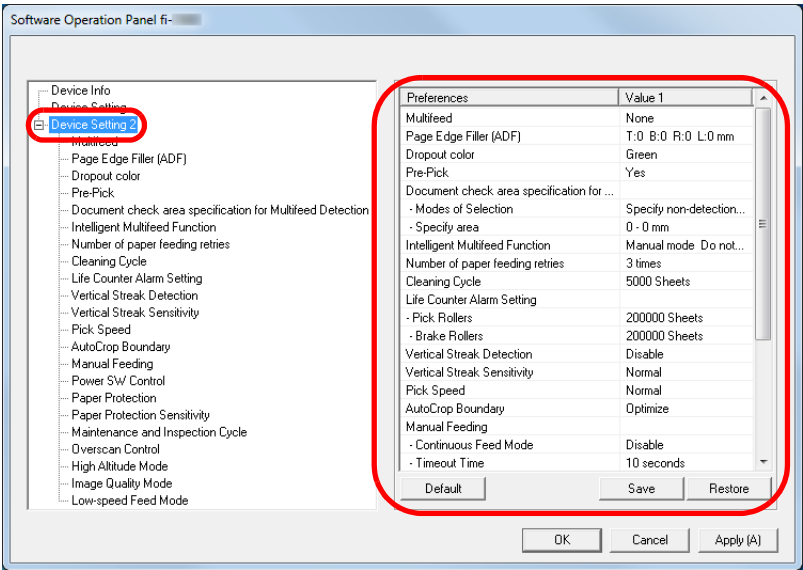 Software Operation Panel fi-
Device Info
Device Setting
Device Setting 2
Multifeed
Page Edge Filler (ADF)
Dropout color
Pre-Pick
Document check area specification for Multifeed Detection
Intelligent Multifeed Function
Number of paper feeding retries
Cleaning Cycle
Life Counter Alarm Setting
Vertical Streak Detection
Vertical Streak Sensitivity
Pick Speed
AutoCrop Boundary
Manual Feeding
Power SW Control
Paper Protection
Paper Protection Sensitivity
Maintenance and Inspection Cycle
Overscan Control
High Altitude Mode
Image Quality Mode
Low-speed Feed Mode
Preferences Value 1
Multifeed None
Page Edge Filler (ADF) T:0 B:0 R:0 L:0 mm
Dropout color Green
Pre-Pick Yes
Document check area specification for ...
- Modes of Selection Specify non-detection...
- Specify area 0 - 0 mm
Intelligent Multifeed Function Manual mode Do not...
Number of paper feeding retries 3 times
Cleaning Cycle 5000 Sheets
Life Counter Alarm Setting
- Pick Rollers 200000 Sheets
- Brake Rollers 200000 Sheets
Vertical Streak Detection Disable
Vertical Streak Sensitivity Normal
Pick Speed Normal
AutoCrop Boundary Optimize
Manual Feeding
- Continuous Feed Mode Disable
- Timeout Time 10 seconds
Default Save Restore
OK Cancel Apply (A)